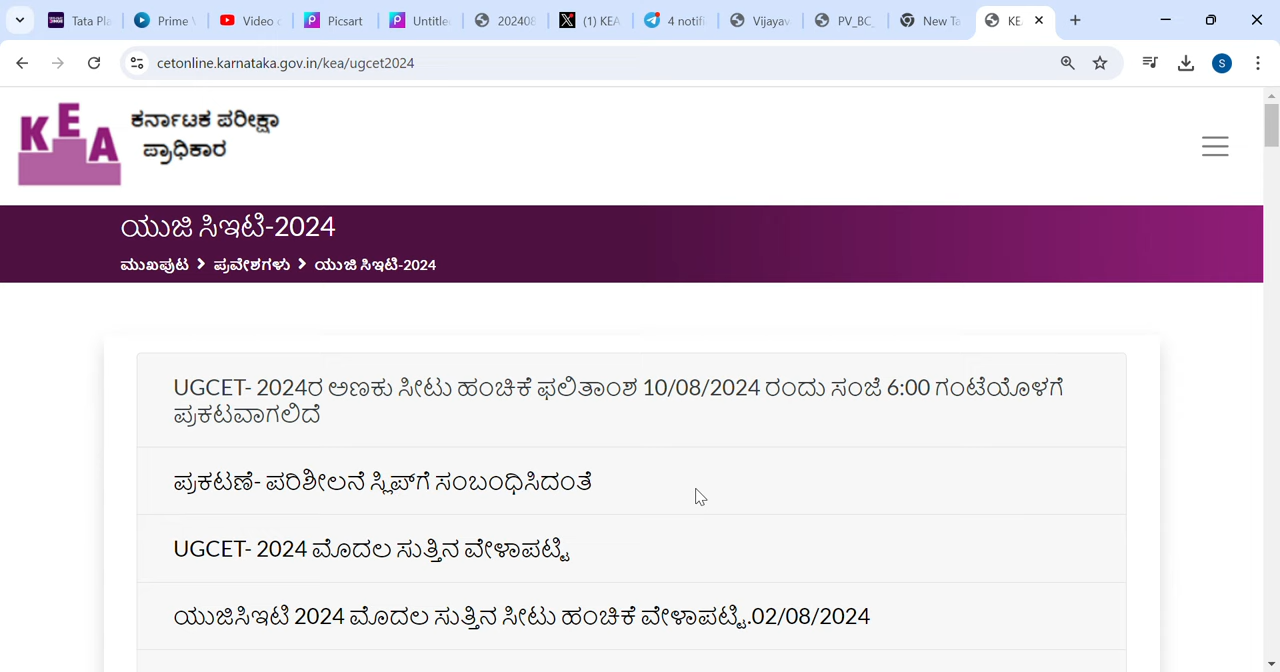 Tata Pla
Prime V
Video c
Picsart
Untitle
202408
(1) KEA
4 notifi
Vijayav
PV_BC_
New Ta
KEA
cetonline.karnataka.gov.in/kea/ugcet2024
S
KEA
ಕರ್ನಾಟಕ ಪರೀಕ್ಷಾ
ಪ್ರಾಧಿಕಾರ
ಯುಜಿ ಸಿಇಟಿ-2024
ಮುಖಪುಟ > ಪ್ರವೇಶಗಳು > ಯುಜಿ ಸಿಇಟಿ-2024
UGCET- 2024ರ ಅಣಕು ಸೀಟು ಹಂಚಿಕೆ ಫಲಿತಾಂಶ 10/08/2024 ರಂದು ಸಂಜೆ 6:00 ಗಂಟೆಯೊಳಗೆ
ಪ್ರಕಟವಾಗಲಿದೆ
ಪ್ರಕಟಣೆ- ಪರಿಶೀಲನೆ ಸ್ಲಿಪ್‌ಗೆ ಸಂಬಂಧಿಸಿದಂತೆ
UGCET- 2024 ಮೊದಲ ಸುತ್ತಿನ ವೇಳಾಪಟ್ಟಿ
ಯುಜಿಸಿಇಟಿ 2024 ಮೊದಲ ಸುತ್ತಿನ ಸೀಟು ಹಂಚಿಕೆ ವೇಳಾಪಟ್ಟಿ.02/08/2024